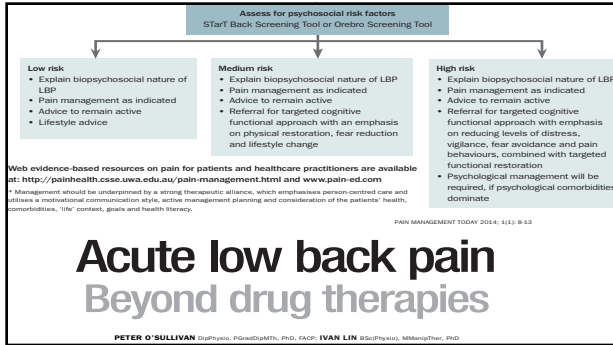 Assess for psychosocial risk factors
STarT Back Screening Tool or Orebro Screening Tool
Low risk
• Explain biopsychosocial nature of
LBP
• Pain management as indicated
• Advice to remain active
• Lifestyle advice
Medium risk
• Explain biopsychosocial nature of LBP
• Pain management as indicated
• Advice to remain active
• Referral for targeted cognitive
functional approach with an emphasis
on physical restoration, fear reduction
and lifestyle change
High risk
• Explain biopsychosocial nature of LBP
• Pain management as indicated
• Advice to remain active
• Referral for targeted cognitive
functional approach with emphasis
on reducing levels of distress,
vigilance, fear avoidance and pain
behaviours, combined with targeted
functional restoration
• Psychological management will be
required, if psychological comorbidities
dominate
Web evidence-based resources on pain for patients and healthcare practitioners are available
at: http://painhealth.csse.uwa.edu.au/pain-management.html and www.pain-ed.com
* Management should be underpinned by a strong therapeutic alliance, which emphasises person-centred care and
utilises a motivational communication style, active management planning and consideration of the patients' health,
comorbidities, 'life' context, goals and health literacy.
PAIN MANAGEMENT TODAY 2014; 1(1): 8-13
Acute low back pain
Beyond drug therapies
PETER O'SULLIVAN DipPhysio, PGradDipMTh, PhD, FACP; IVAN LIN BSc(Physio), MManipTher, PhD